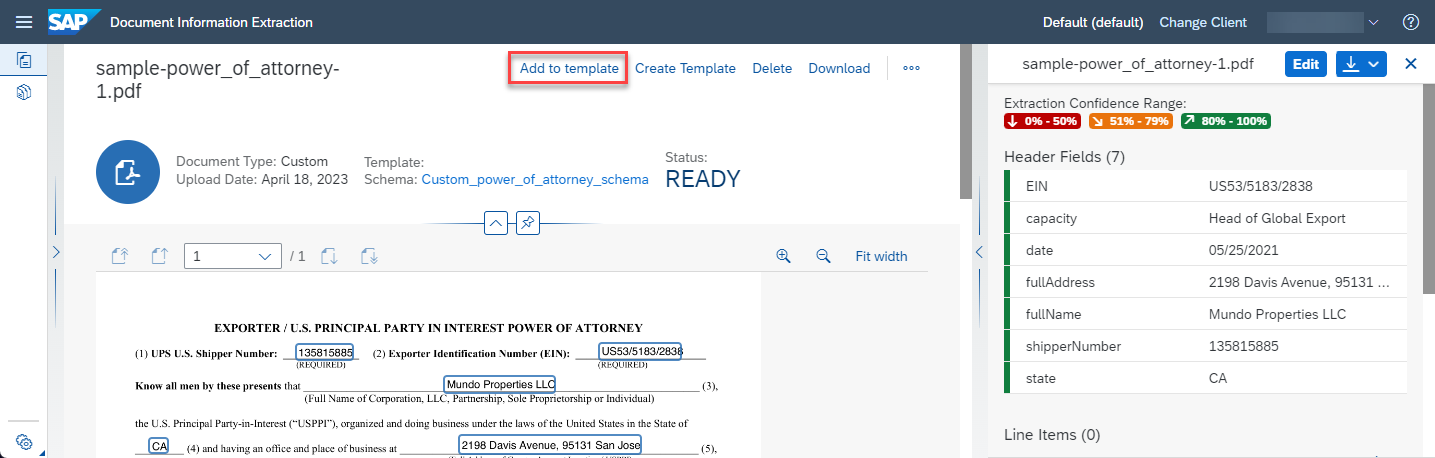 SAP Document Information Extraction
Default (default) Change Client
sample-power_of_attorney-
1.pdf
Add to template Create Template Delete Download
Document Type: Custom
Upload Date: April 18, 2023
Template:
Schema: Custom_power_of_attorney_schema
Status:
READY
1 / 1 Fit width
EXPORTER / U.S. PRINCIPAL PARTY IN INTEREST POWER OF ATTORNEY
(1) UPS U.S. Shipper Number: 135815885 (2) Exporter Identification Number (EIN): US53/5183/2838
(REQUIRED) (REQUIRED)
Know all men by these presents that Mundo Properties LLC (3),
(Full Name of Corporation, LLC, Partnership, Sole Proprietorship or Individual)
the U.S. Principal Party-in-Interest (“USPPI”), organized and doing business under the laws of the United States in the State of
CA (4) and having an office and place of business at 2198 Davis Avenue, 95131 San Jose (5),
sample-power_of_attorney-1.pdf Edit
Extraction Confidence Range:
0% - 50% 51% - 79% 80% - 100%
Header Fields (7)
EIN US53/5183/2838
capacity Head of Global Export
date 05/25/2021
fullAddress 2198 Davis Avenue, 95131 ...
fullName Mundo Properties LLC
shipperNumber 135815885
state CA
Line Items (0)